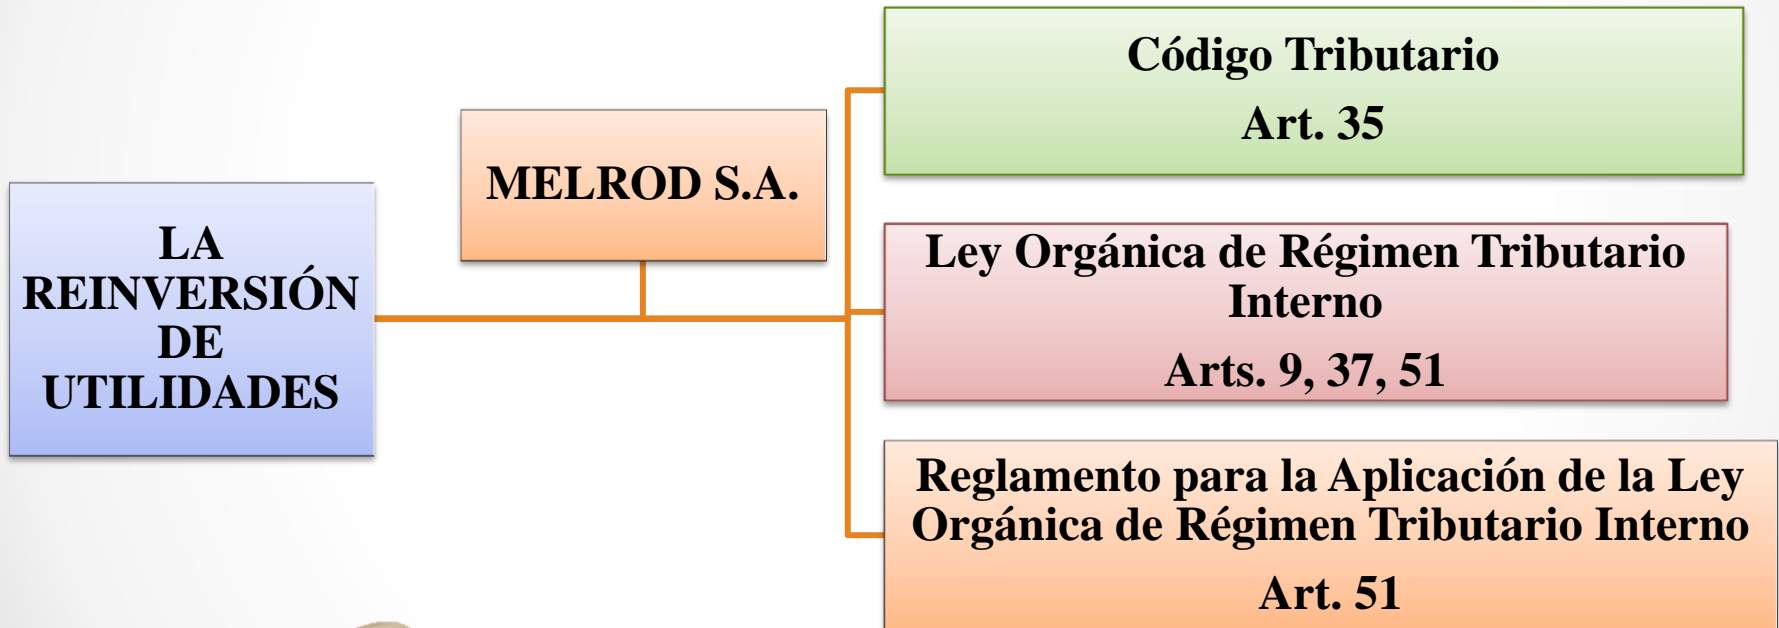 LA
REINVERSIÓN
DE
UTILIDADES
MELROD S.A.
Código Tributario
Art. 35
Ley Orgánica de Régimen Tributario
Interno
Arts. 9, 37, 51
Reglamento para la Aplicación de la Ley
Orgánica de Régimen Tributario Interno
Art. 51